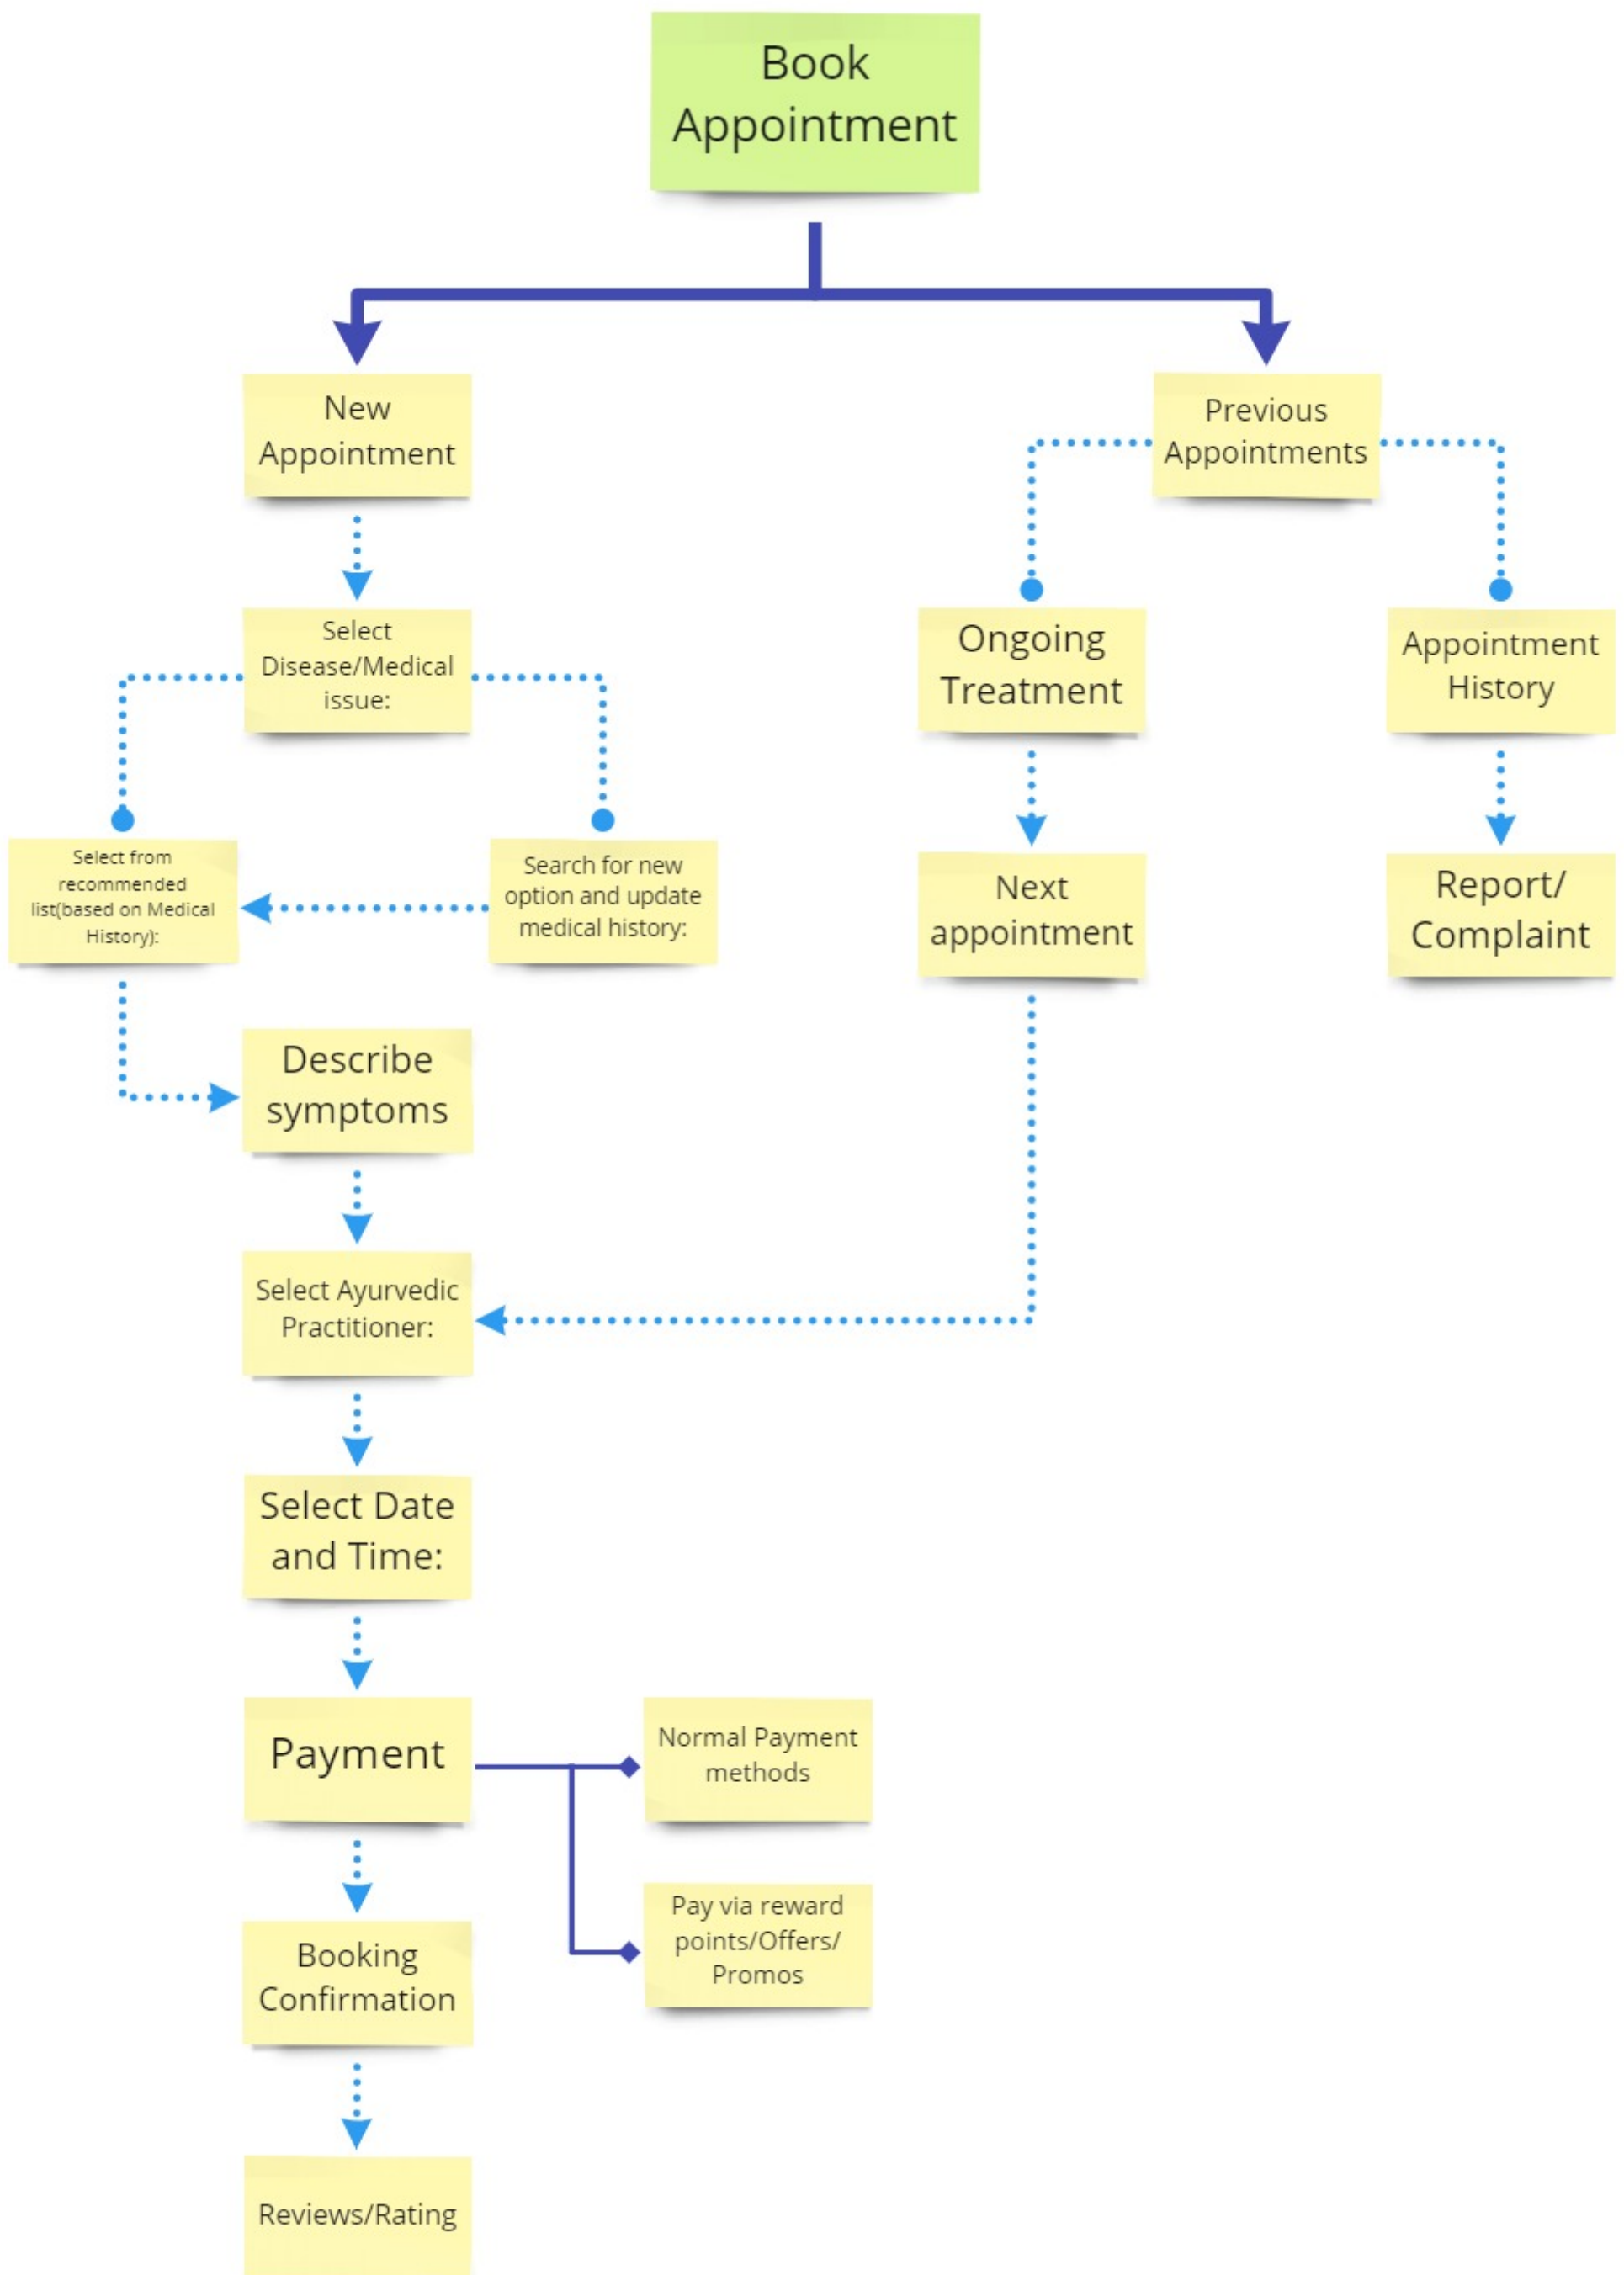 Book
Appointment
New
Appointment
Previous
Appointments
Select
Disease/Medical
issue:
Ongoing
Treatment
Appointment
History
Select from
recommended
list(based on Medical
History):
Search for new
option and update
medical history:
Next
appointment
Report/
Complaint
Describe
symptoms
Select Ayurvedic
Practitioner:
Select Date
and Time:
Payment
Normal Payment
methods
Pay via reward
points/Offers/
Promos
Booking
Confirmation
Reviews/Rating